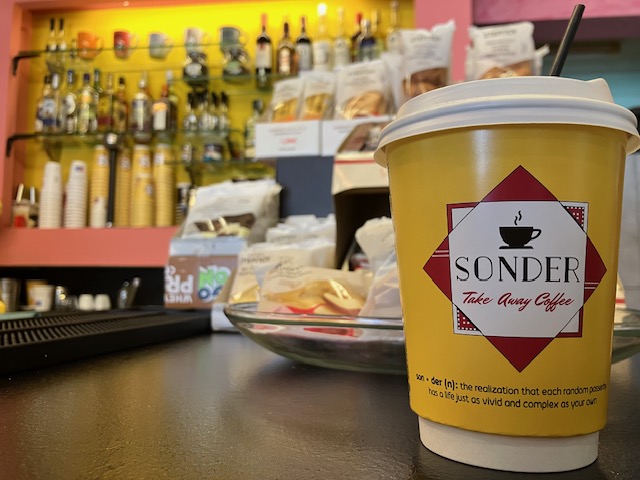 SONDER
Take Away Coffee
son • der (n): the realization that each random passerby
has a life just as vivid and complex as your own